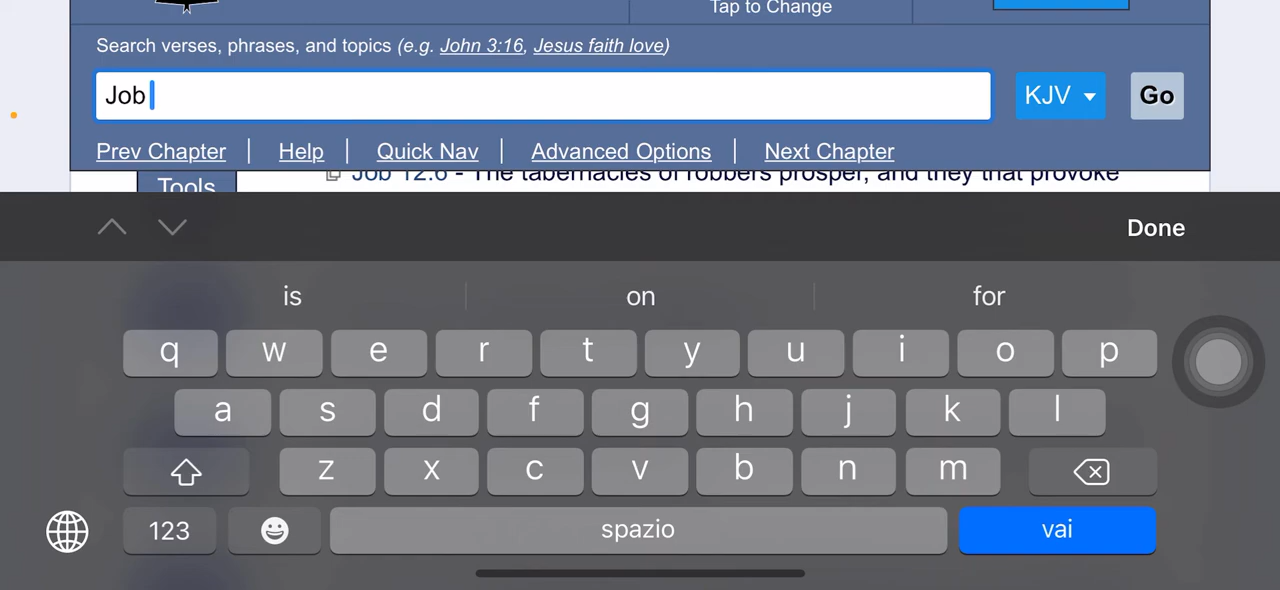 Tap to Change
Search verses, phrases, and topics (e.g. John 3:16, Jesus faith love)
Job
KJV
Go
Prev Chapter | Help | Quick Nav | Advanced Options | Next Chapter
Tools
Job 12:6 - The tabernacles of robbers prosper, and they that provoke
Done
is on for
q w e r t y u i o p
a s d f g h j k l
z x c v b n m
123 spazio vai